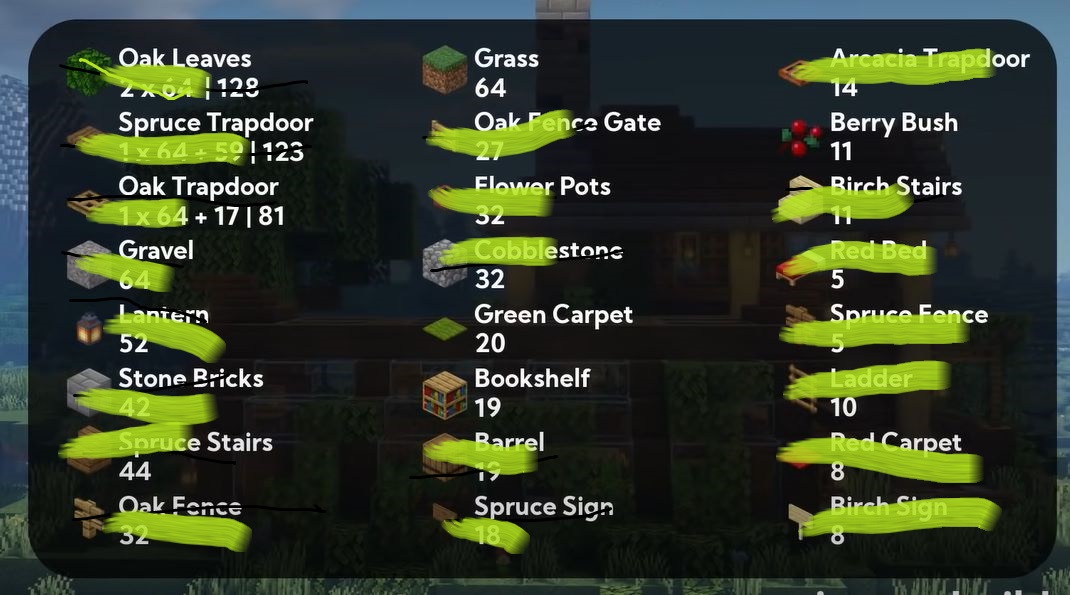 Oak Leaves
2 x 64 | 128
Spruce Trapdoor
1 x 64 + 59 | 123
Oak Trapdoor
1 x 64 + 17 | 81
Gravel
64
Lantern
52
Stone Bricks
42
Spruce Stairs
44
Oak Fence
32
Grass
64
Oak Fence Gate
27
Flower Pots
32
Cobblestone
32
Green Carpet
20
Bookshelf
19
Barrel
19
Spruce Sign
18
Arcacia Trapdoor
14
Berry Bush
11
Birch Stairs
11
Red Bed
5
Spruce Fence
5
Ladder
10
Red Carpet
8
Birch Sign
8